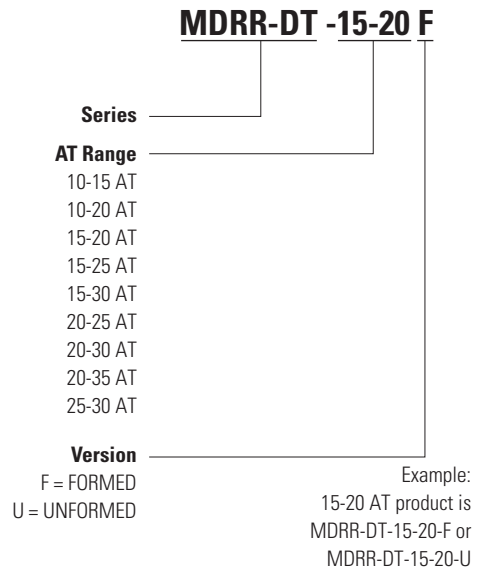 MDRR-DT -15-20 F
Series
AT Range
10-15 AT
10-20 AT
15-20 AT
15-25 AT
15-30 AT
20-25 AT
20-30 AT
20-35 AT
25-30 AT
Version
F = FORMED
U = UNFORMED
Example:
15-20 AT product is
MDRR-DT-15-20-F or
MDRR-DT-15-20-U